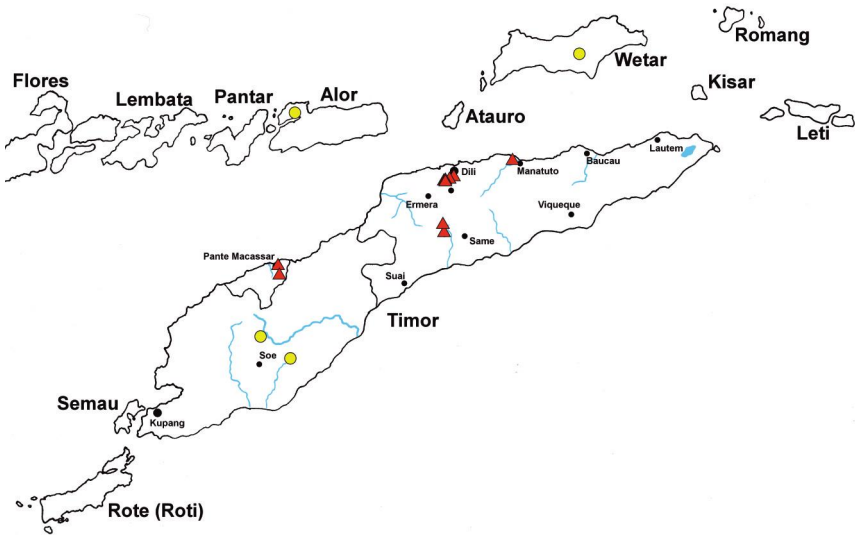 Romang
Wetar
Flores
Kisar
Lembata
Pantar
Alor
Atauro
Leti
Lautem
Baucau
Dili
Manatuto
Ermera
Viqueque
Same
Pante Macassar
Suai
Timor
Soe
Semau
Kupang
Rote (Roti)